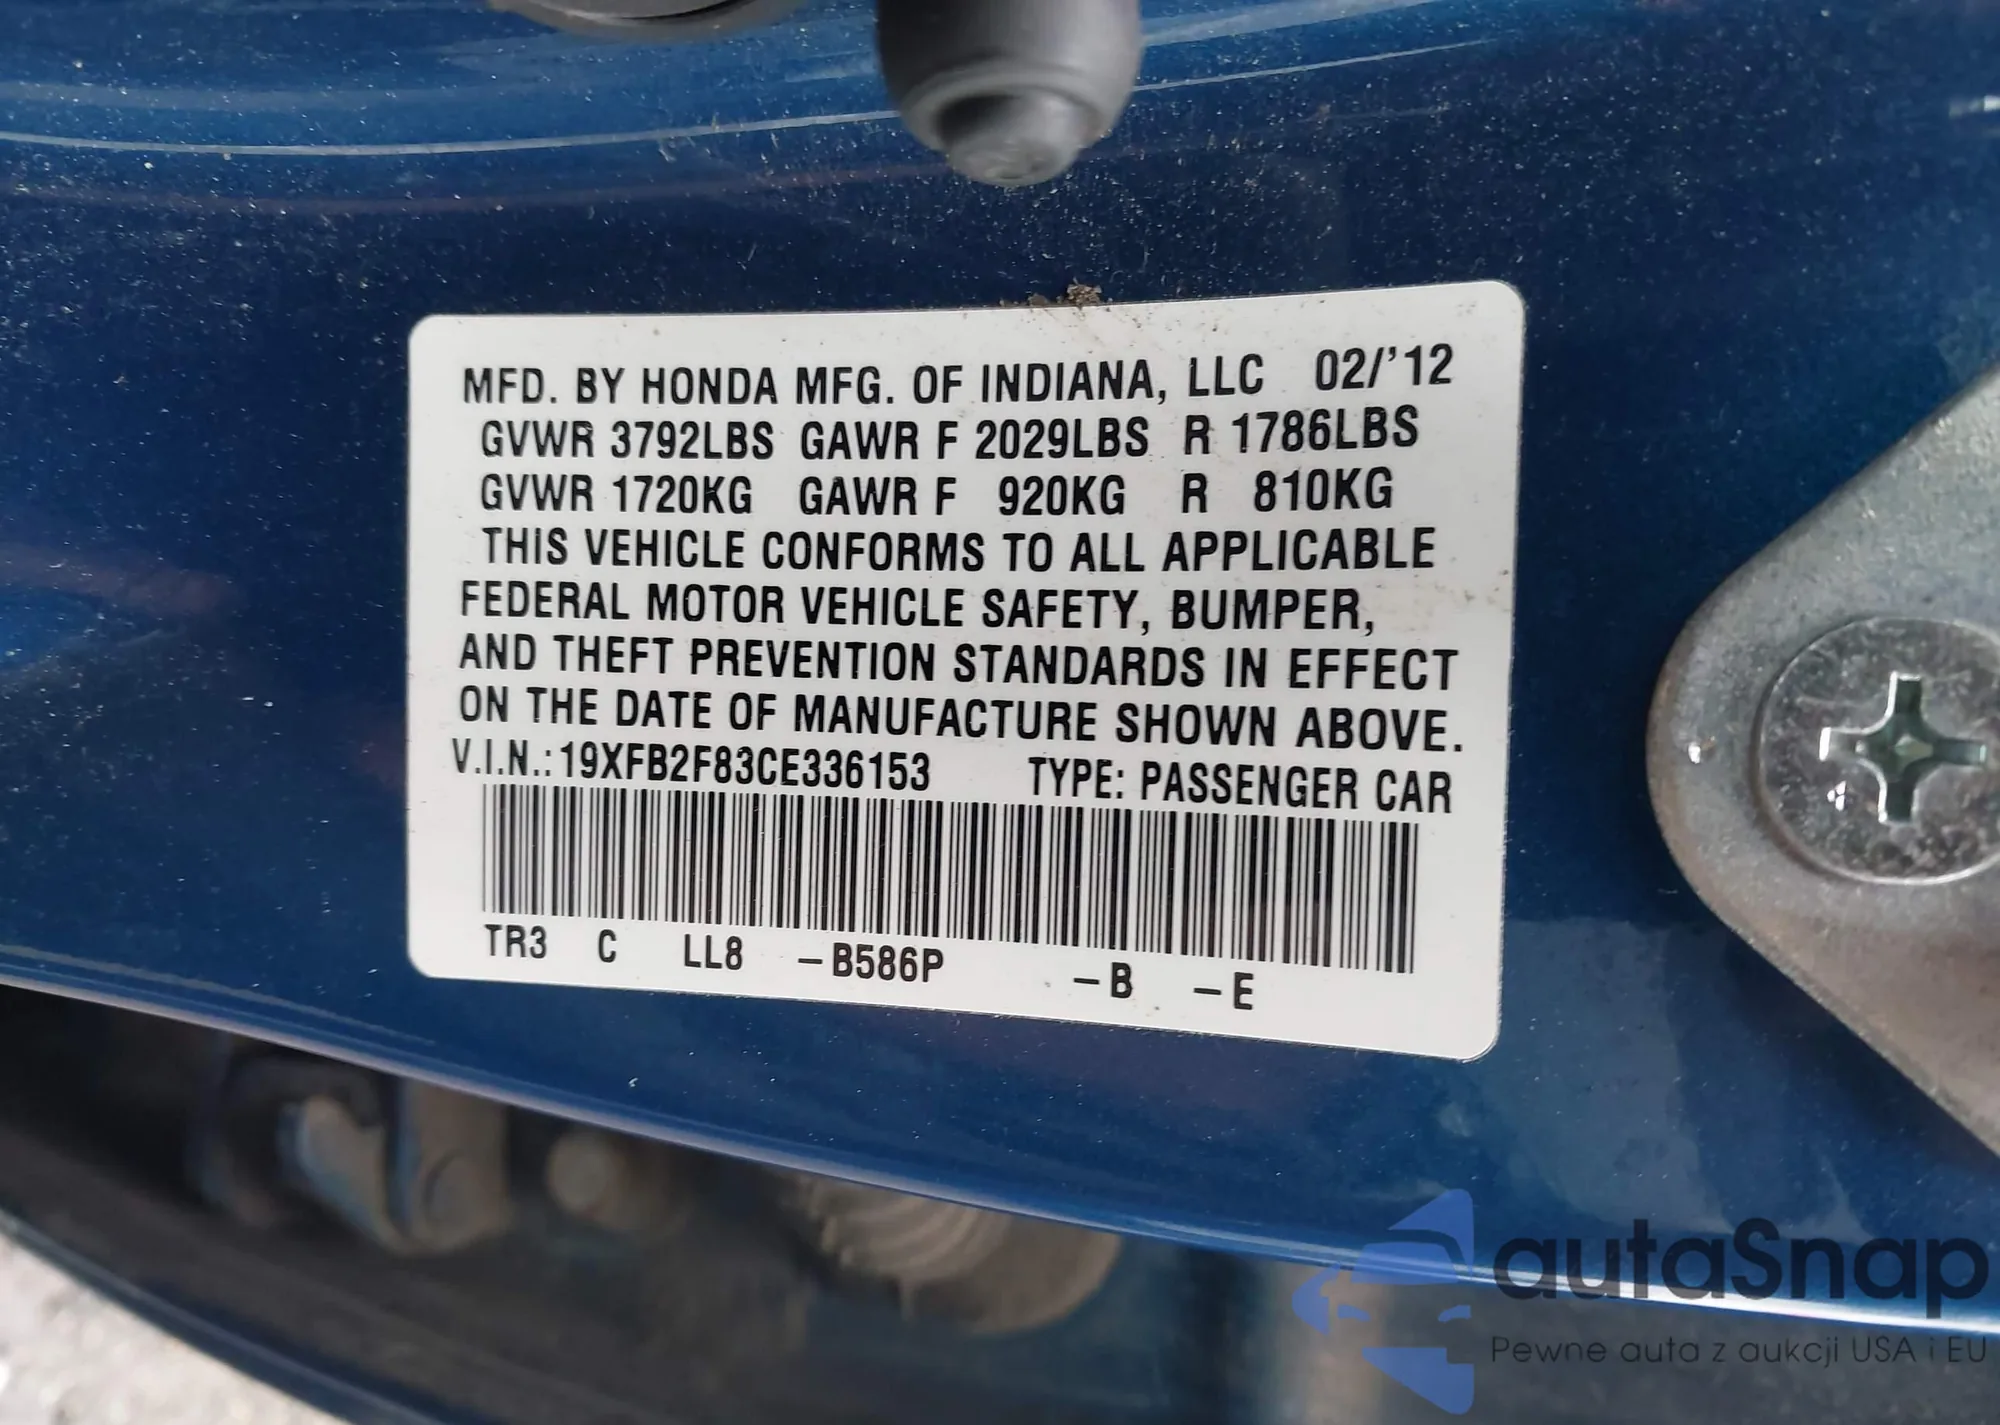 MFD. BY HONDA MFG. OF INDIANA, LLC 02/'12
GVWR 3792LBS GAWR F 2029LBS R 1786LBS
GVWR 1720KG GAWR F 920KG R 810KG
THIS VEHICLE CONFORMS TO ALL APPLICABLE
FEDERAL MOTOR VEHICLE SAFETY, BUMPER,
AND THEFT PREVENTION STANDARDS IN EFFECT
ON THE DATE OF MANUFACTURE SHOWN ABOVE.
V.I.N.: 19XFB2F83CE336153 TYPE: PASSENGER CAR
TR3 C LL8 -B586P -B -E
autaSnap
Pewne auta z aukcji USA i EU